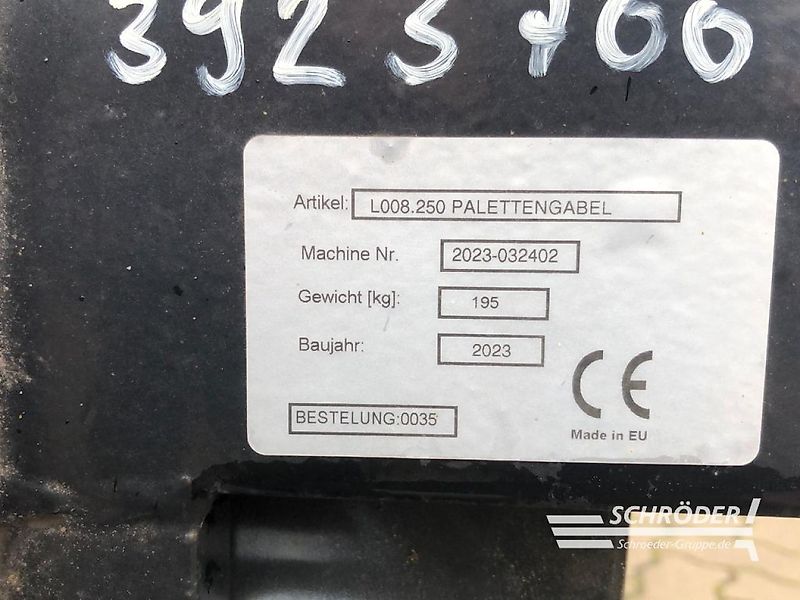 3923700
Artikel: L008.250 PALETTENGABEL
Machine Nr. 2023-032402
Gewicht [kg]: 195
Baujahr: 2023
CE
BESTELUNG:0035
Made in EU
SCHRÖDER
Schroeder-Gruppe.de